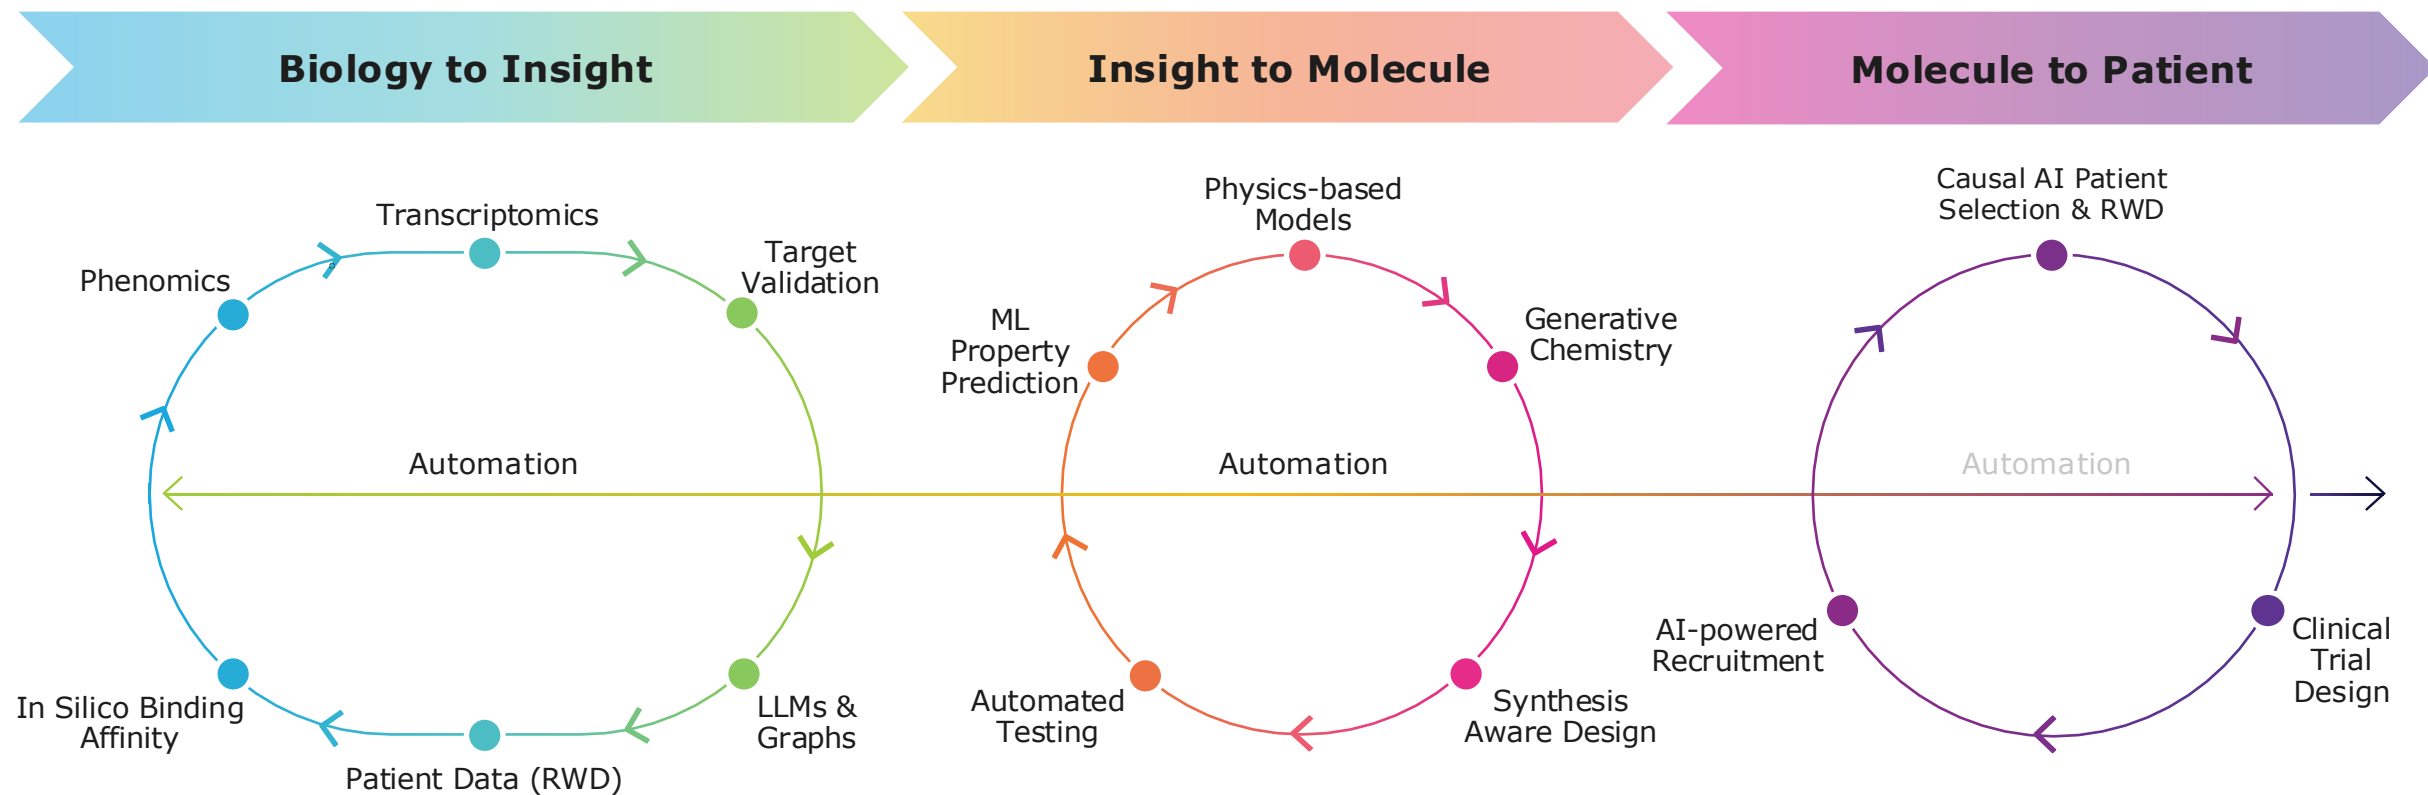 Biology to Insight
Insight to Molecule
Molecule to Patient
Transcriptomics
Phenomics
Target
Validation
Automation
In Silico Binding
Affinity
Patient Data (RWD)
LLMs &
Graphs
Physics-based
Models
ML
Property
Prediction
Generative
Chemistry
Automation
Automated
Testing
Synthesis
Aware Design
Causal AI Patient
Selection & RWD
Automation
AI-powered
Recruitment
Clinical
Trial
Design